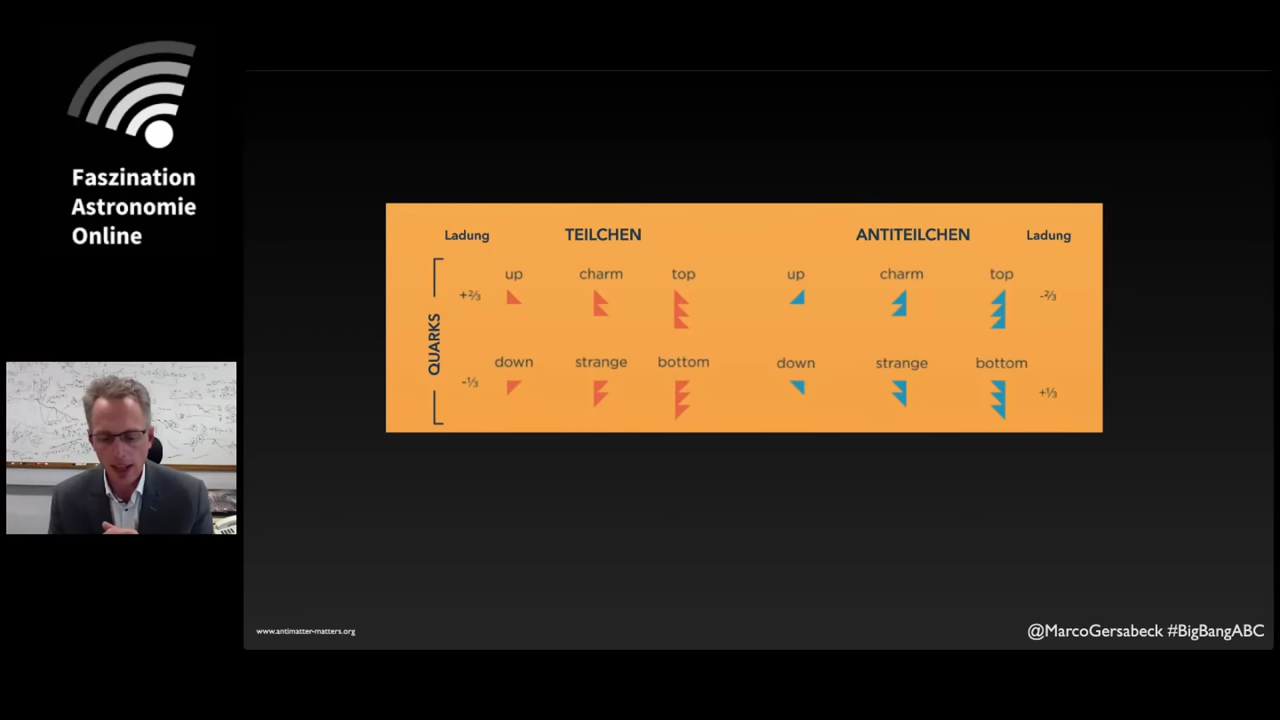 Faszination
Astronomie
Online
Ladung TEILCHEN ANTITEILCHEN Ladung
up charm top up charm top
+⅔ -⅔
QUARKS
down strange bottom down strange bottom
-⅓ +⅓
www.antimatter-matters.org
@MarcoGersabeck #BigBangABC